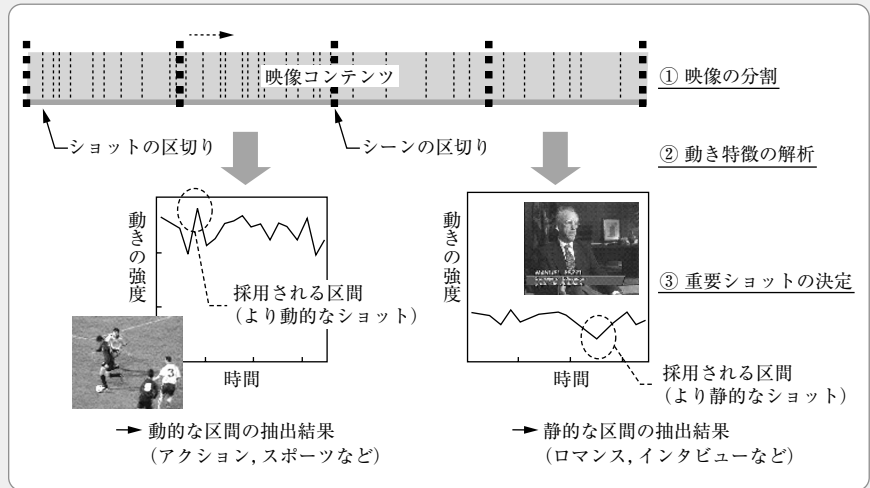 映像コンテンツ
① 映像の分割
ショットの区切り
シーンの区切り
② 動き特徴の解析
動きの強度
採用される区間
（より動的なショット）
3
時間
動的な区間の抽出結果
（アクション, スポーツなど）
動きの強度
③ 重要ショットの決定
時間
採用される区間
（より静的なショット）
静的な区間の抽出結果
（ロマンス, インタビューなど）